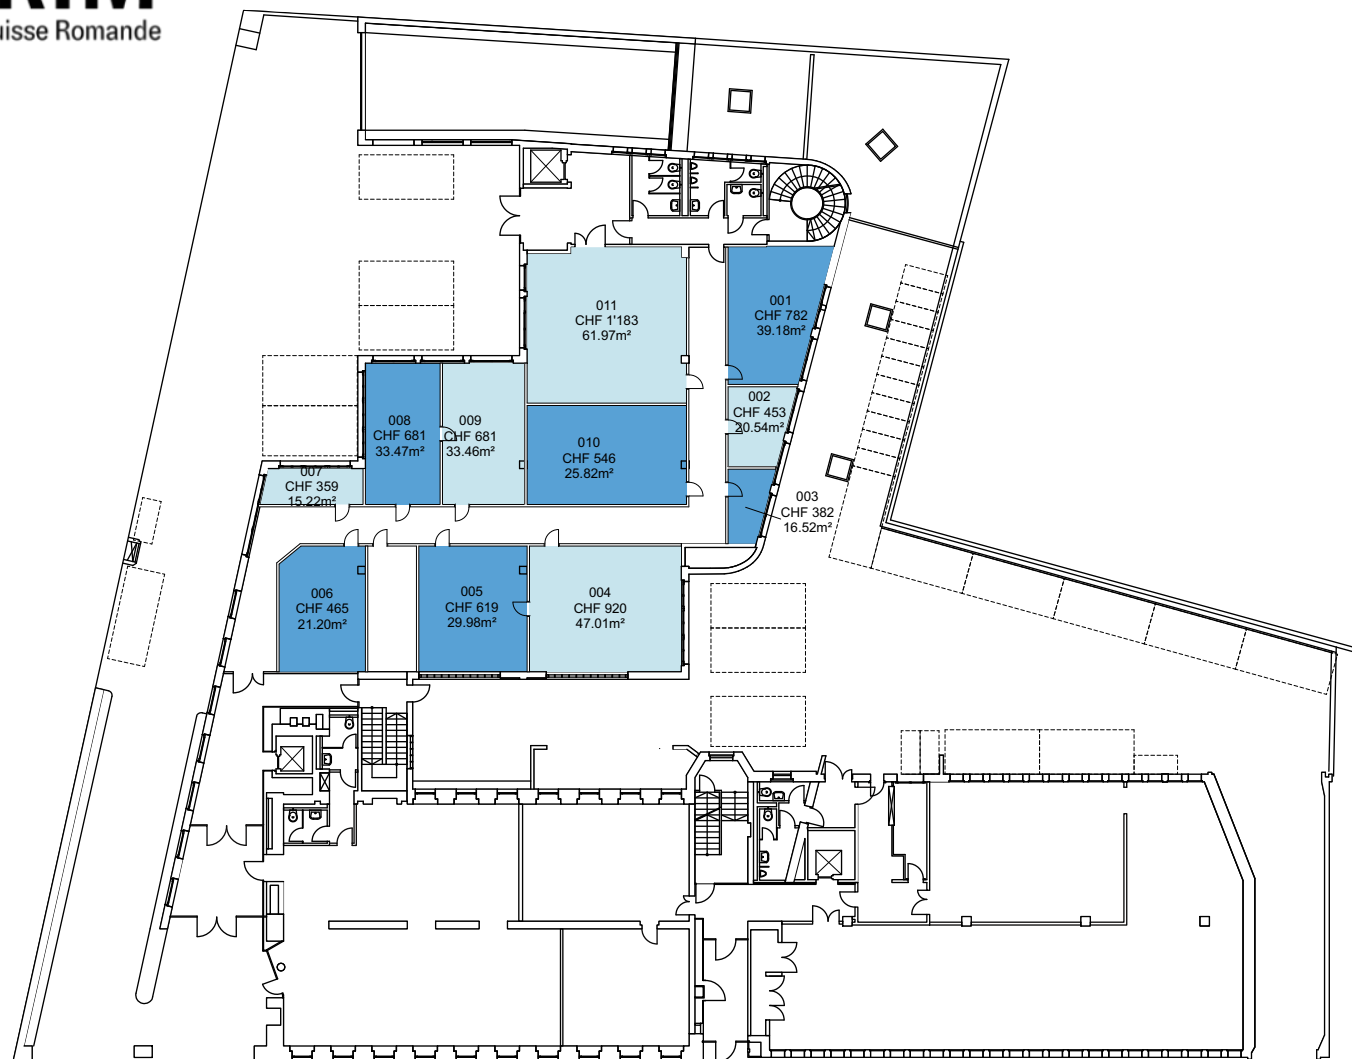 uisse Romande
011
CHF 1'183
61.97m²
001
CHF 782
39.18m²
002
CHF 453
20.54m²
008
CHF 681
33.47m²
009
CHF 681
33.46m²
010
CHF 546
25.82m²
007
CHF 359
15.22m²
003
CHF 382
16.52m²
006
CHF 465
21.20m²
005
CHF 619
29.98m²
004
CHF 920
47.01m²